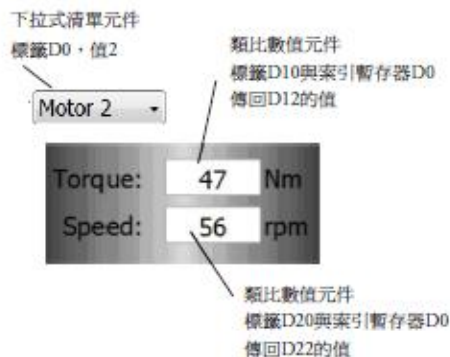 下拉式清單元件
標籤D0，值2
Motor 2
類比數值元件
標籤D10與索引暫存器D0
傳回D12的值
Torque: 47 Nm
Speed: 56 rpm
類比數值元件
標籤D20與索引暫存器D0
傳回D22的值